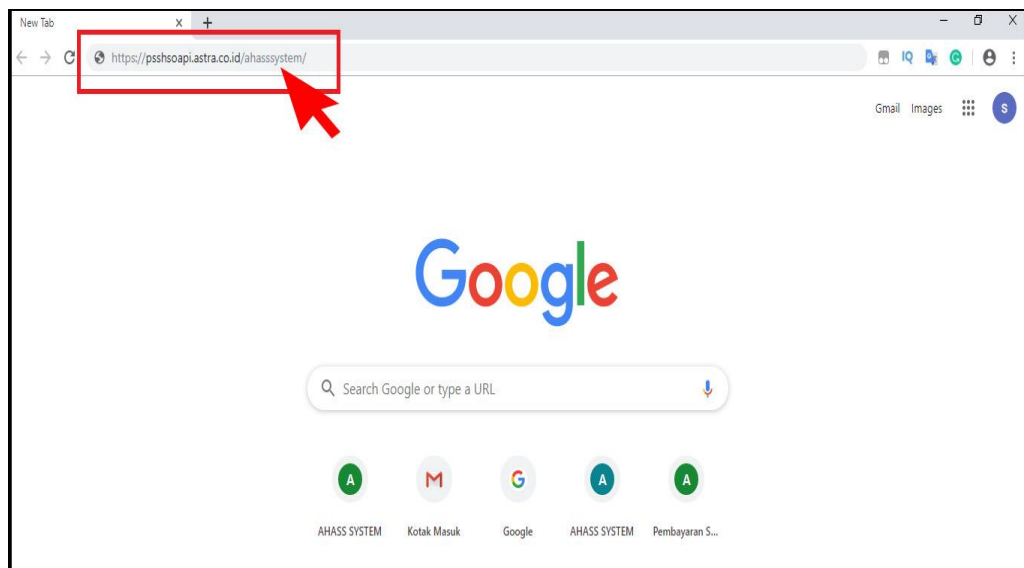 New Tab
https://psshsoapi.astra.co.id/ahasssystem/
IQ
Gmail Images S
Google
Search Google or type a URL
A M G A A
AHASS SYSTEM Kotak Masuk Google AHASS SYSTEM Pembayaran S...